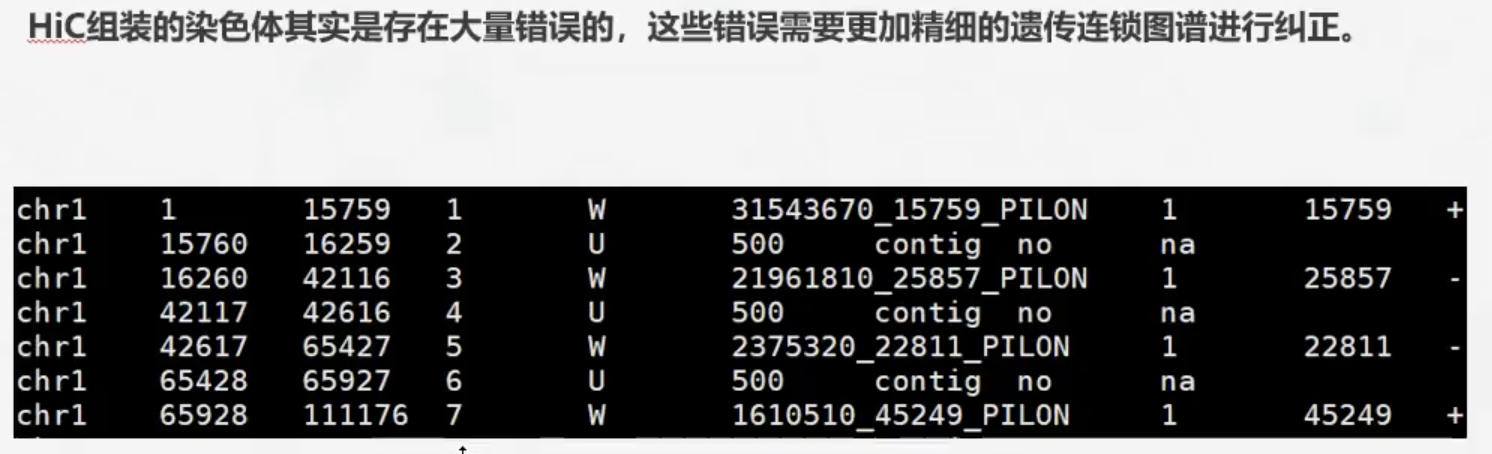 HiC组装的染色体其实是存在大量错误的，这些错误需要更加精细的遗传连锁图谱进行纠正。
chr1 1 15759 1 W 31543670_15759_PILON 1 15759 +
chr1 15760 16259 2 U 500 contig no na
chr1 16260 42116 3 W 21961810_25857_PILON 1 25857 -
chr1 42117 42616 4 U 500 contig no na
chr1 42617 65427 5 W 2375320_22811_PILON 1 22811 -
chr1 65428 65927 6 U 500 contig no na
chr1 65928 111176 7 W 1610510_45249_PILON 1 45249 +